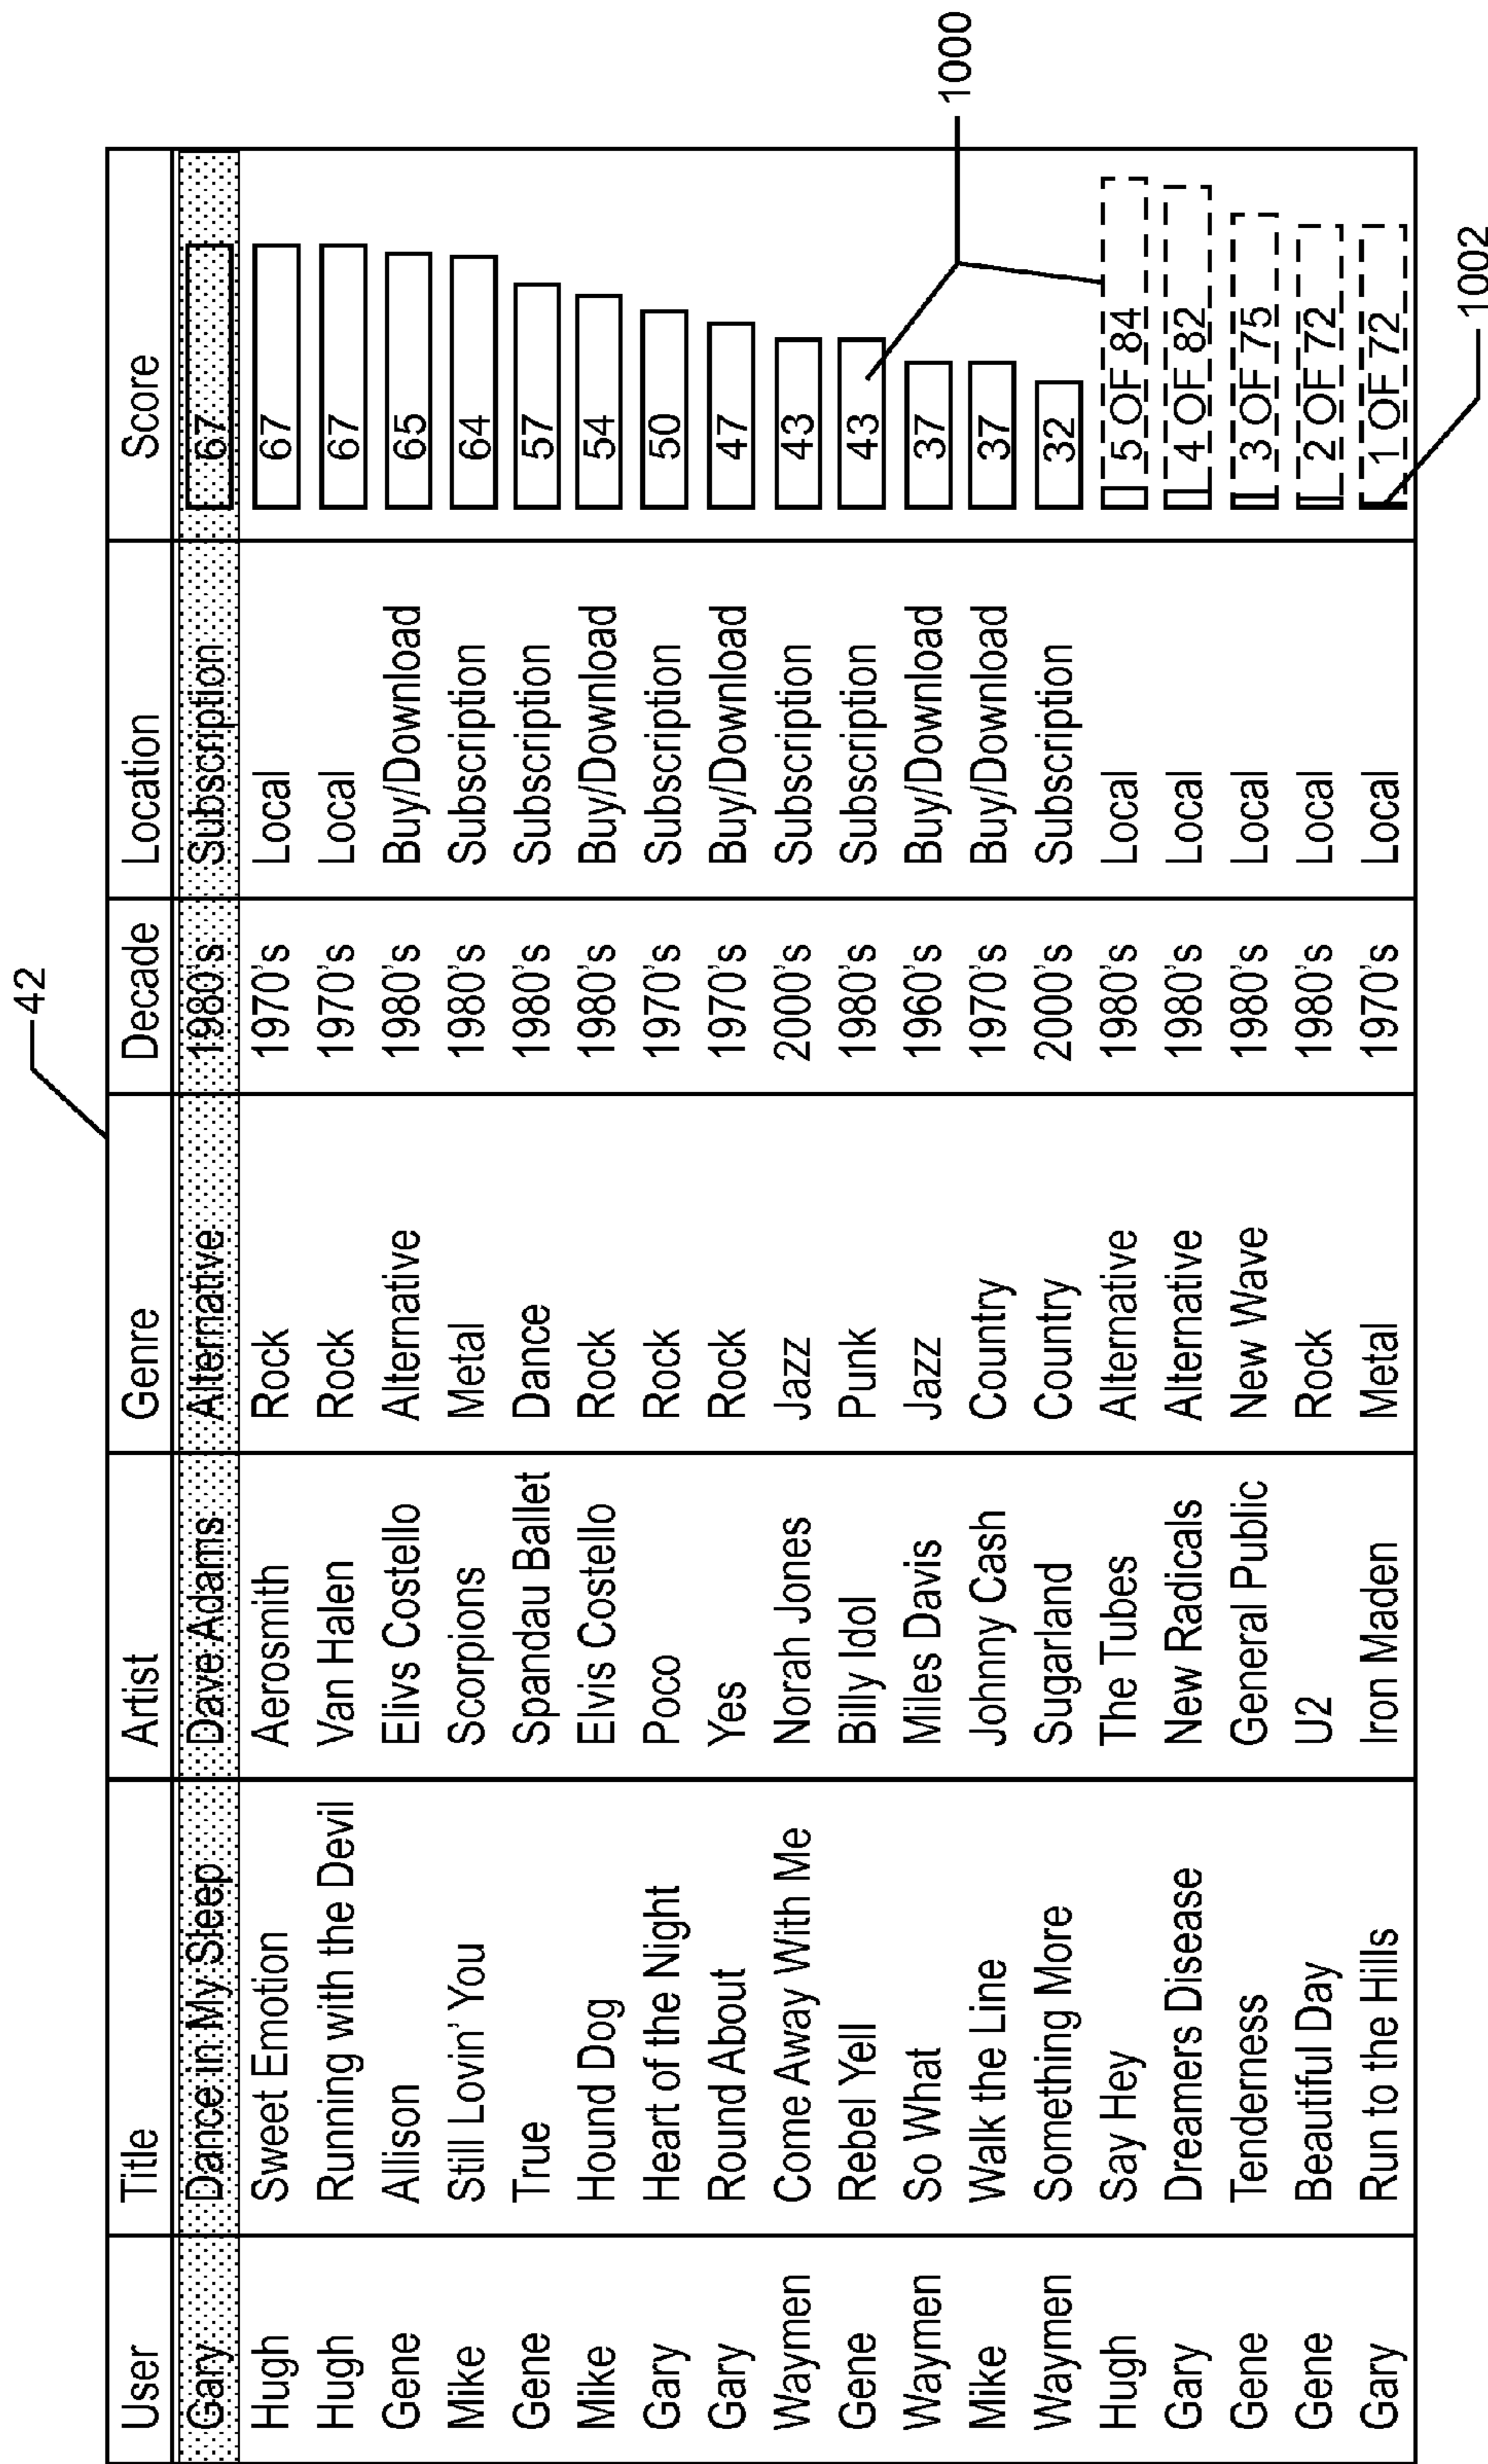 42
User Title Artist Genre Decade Location Score
Gary Dance in My Sleep Dave Adams Alternative 1980's Subscription 67
Hugh Sweet Emotion Aerosmith Rock 1970's Local 67
Hugh Running with the Devil Van Halen Rock 1970's Local 67
Gene Allison Elivs Costello Alternative 1980's Buy/Download 65
Mike Still Lovin' You Scorpions Metal 1980's Subscription 64
Gene True Spandau Ballet Dance 1980's Subscription 57
Mike Hound Dog Elvis Costello Rock 1980's Buy/Download 54
Gary Heart of the Night Poco Rock 1970's Subscription 50
Gary Round About Yes Rock 1970's Buy/Download 47
Waymen Come Away With Me Norah Jones Jazz 2000's Subscription 43
Gene Rebel Yell Billy Idol Punk 1980's Subscription 43
Waymen So What Miles Davis Jazz 1960's Buy/Download 37
Mike Walk the Line Johnny Cash Country 1970's Buy/Download 37
Waymen Something More Sugarland Country 2000's Subscription 32
Hugh Say Hey The Tubes Alternative 1980's Local 5 OF 84
Gary Dreamers Disease New Radicals Alternative 1980's Local 4 OF 82
Gene Tenderness General Public New Wave 1980's Local 3 OF 75
Gene Beautiful Day U2 Rock 1980's Local 2 OF 72
Gary Run to the Hills Iron Maden Metal 1970's Local 1 OF 72
1000
1002